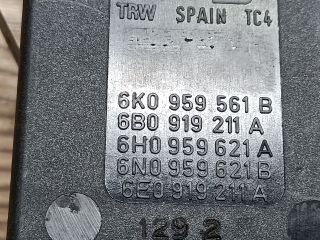 TRW SPAIN TC4
6K0 959 561 B
6B0 919 211 A
6H0 959 621 A
6N0 959 621 B
6E0 919 211 A
129 2